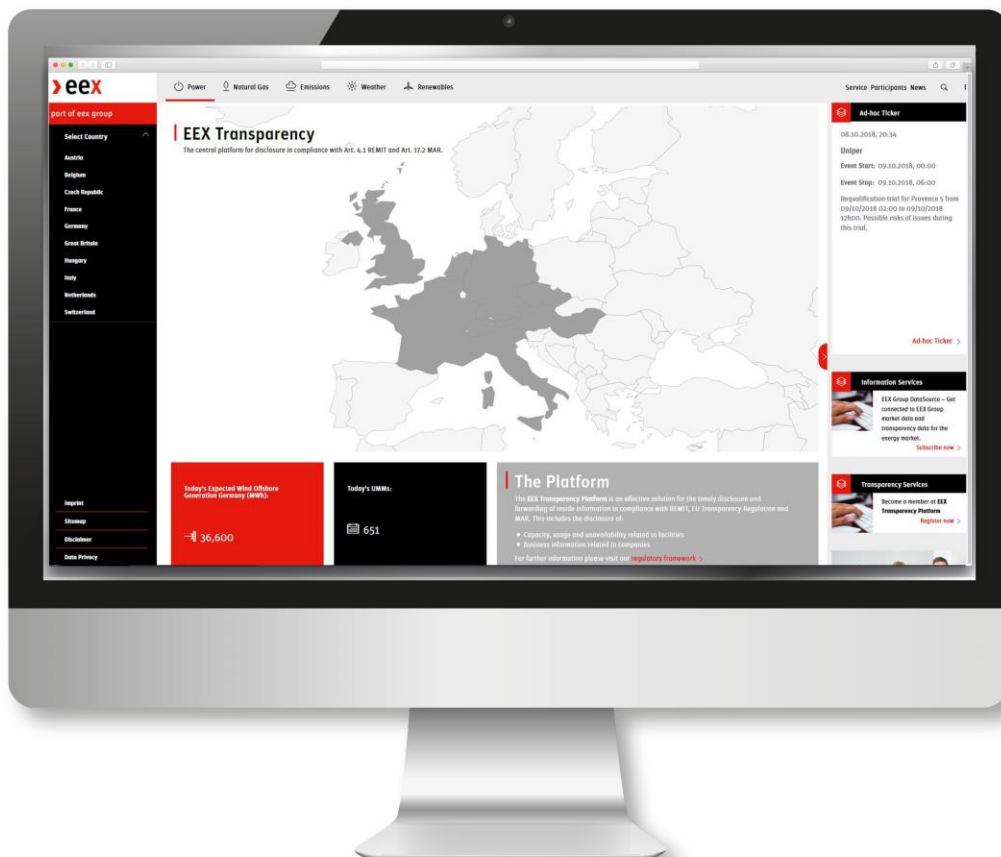 eex
part of eex group
Power
Natural Gas
Emissions
Weather
Renewables
Service
Participants
News
Select Country
Austria
Belgium
Czech Republic
France
Germany
Great Britain
Hungary
Italy
Netherlands
Switzerland
Imprint
Sitemap
Disclaimer
Data Privacy
EEX Transparency
The central platform for disclosure in compliance with Art. 4.1 REMIT and Art. 17.2 MAR.
Today's Expected Wind Offshore
Generation Germany (MWh):
36,600
Today's UMMs:
651
The Platform
The EEX Transparency Platform is an effective solution for the timely disclosure and
forwarding of inside information in compliance with REMIT, EU Transparency Regulation and
MAR. This includes the disclosure of:
Capacity, usage and unavailability related to facilities
Business information related to companies
For further information please visit our regulatory framework >
Ad-hoc Ticker
08.10.2018, 20:34
Uniper
Event Start: 09.10.2018, 00:00
Event Stop: 09.10.2018, 06:00
Requalification trial for Provence 5 from
09/10/2018 02:00 to 09/10/2018
12h00. Possible risks of issues during
this trial.
Ad-hoc Ticker >
Information Services
EEX Group DataSource – Get
connected to EEX Group
market data and
transparency data for the
energy market.
Subscribe now >
Transparency Services
Become a member at EEX
Transparency Platform
Register now >